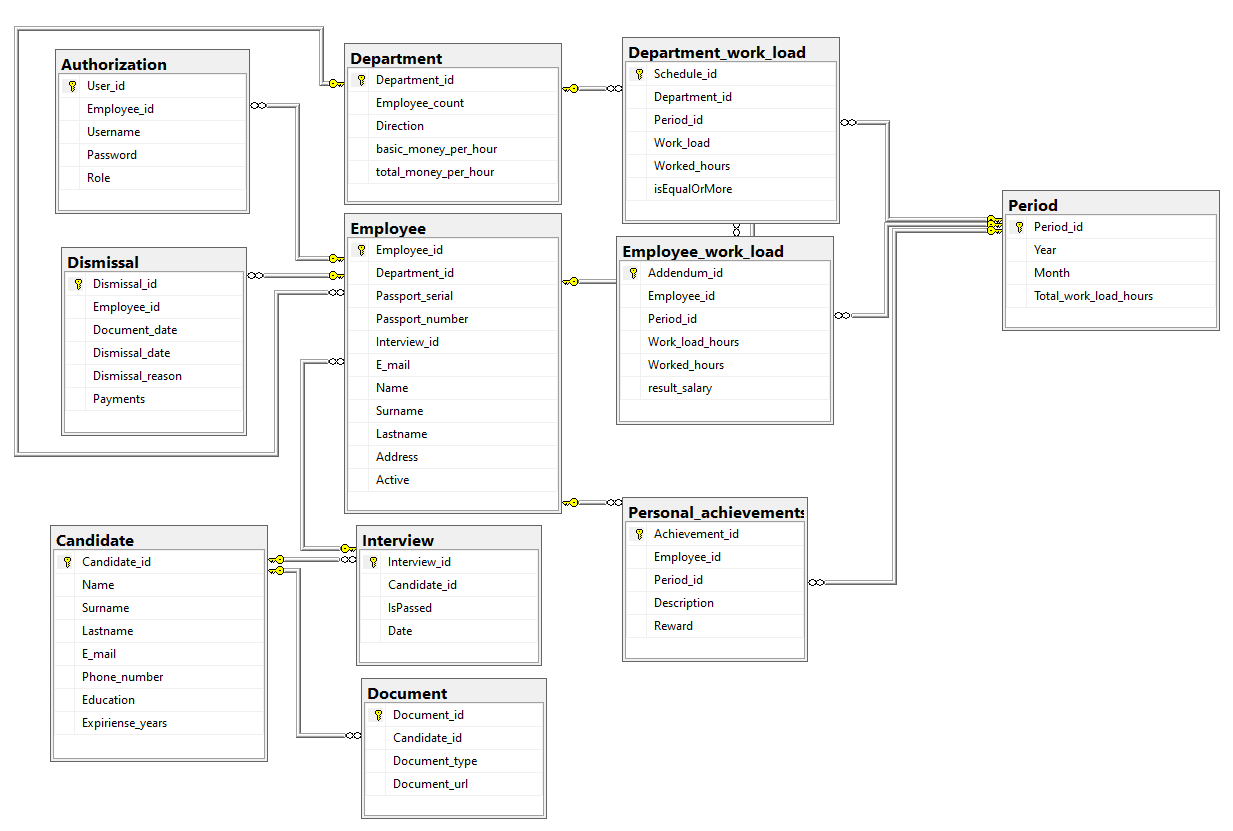 Authorization
User_id
Employee_id
Username
Password
Role
Department
Department_id
Employee_count
Direction
basic_money_per_hour
total_money_per_hour
Department_work_load
Schedule_id
Department_id
Period_id
Work_load
Worked_hours
isEqualOrMore
Period
Period_id
Year
Month
Total_work_load_hours
Dismissal
Dismissal_id
Employee_id
Document_date
Dismissal_date
Dismissal_reason
Payments
Employee
Employee_id
Department_id
Passport_serial
Passport_number
Interview_id
E_mail
Name
Surname
Lastname
Address
Active
Employee_work_load
Addendum_id
Employee_id
Period_id
Work_load_hours
Worked_hours
result_salary
Personal_achievements
Achievement_id
Employee_id
Period_id
Description
Reward
Candidate
Candidate_id
Name
Surname
Lastname
E_mail
Phone_number
Education
Expiriense_years
Interview
Interview_id
Candidate_id
IsPassed
Date
Document
Document_id
Candidate_id
Document_type
Document_url